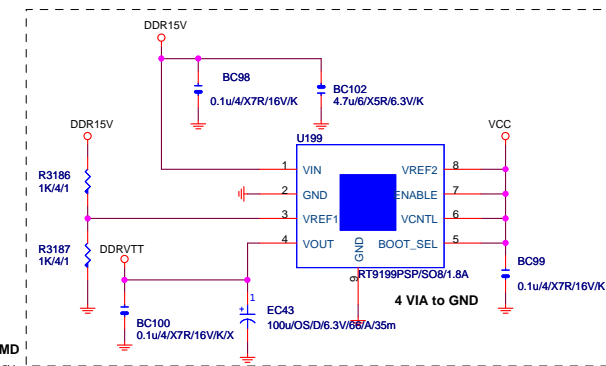 DDR15V
BC98
0.1u/4/X7R/16V/K
BC102
4.7u/6/X5R/6.3V/K
DDR15V
VCC
U199
R3186
1K/4/1
1 VIN VREF2 8
2 GND ENABLE 7
3 VREF1 VCNTL 6
4 VOUT BOOT_SEL 5
GND
9
R3187
1K/4/1
DDRVTT
RT9199PSP/SO8/1.8A
BC99
0.1u/4/X7R/16V/K
4 VIA to GND
BC100
0.1u/4/X7R/16V/K/X
+
1
EC43
100u/OS/D/6.3V/66/A/35m
MD